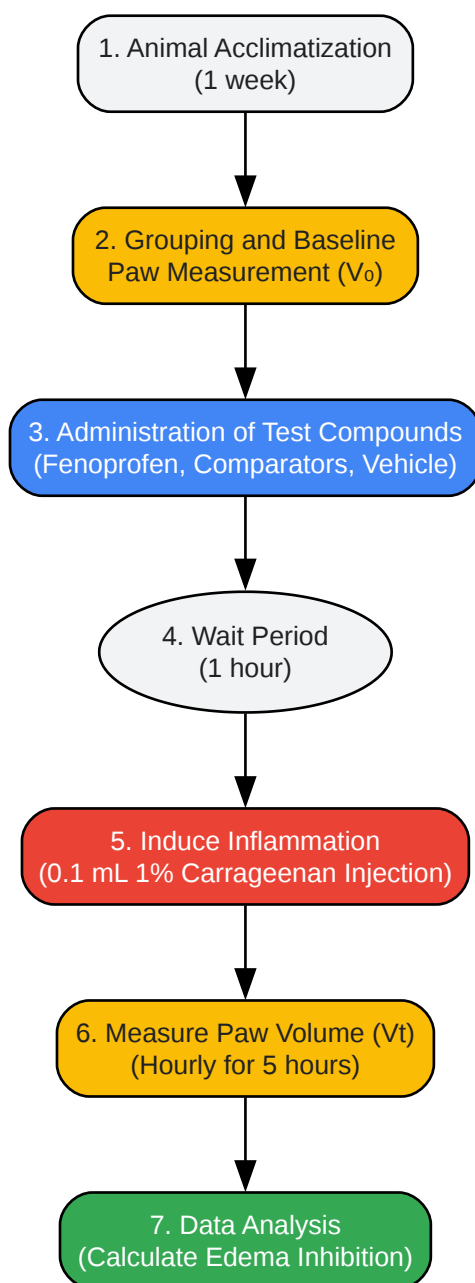 1. Animal Acclimatization
(1 week)
2. Grouping and Baseline
Paw Measurement (V₀)
3. Administration of Test Compounds
(Fenoprofen, Comparators, Vehicle)
4. Wait Period
(1 hour)
5. Induce Inflammation
(0.1 mL 1% Carrageenan Injection)
6. Measure Paw Volume (Vt)
(Hourly for 5 hours)
7. Data Analysis
(Calculate Edema Inhibition)